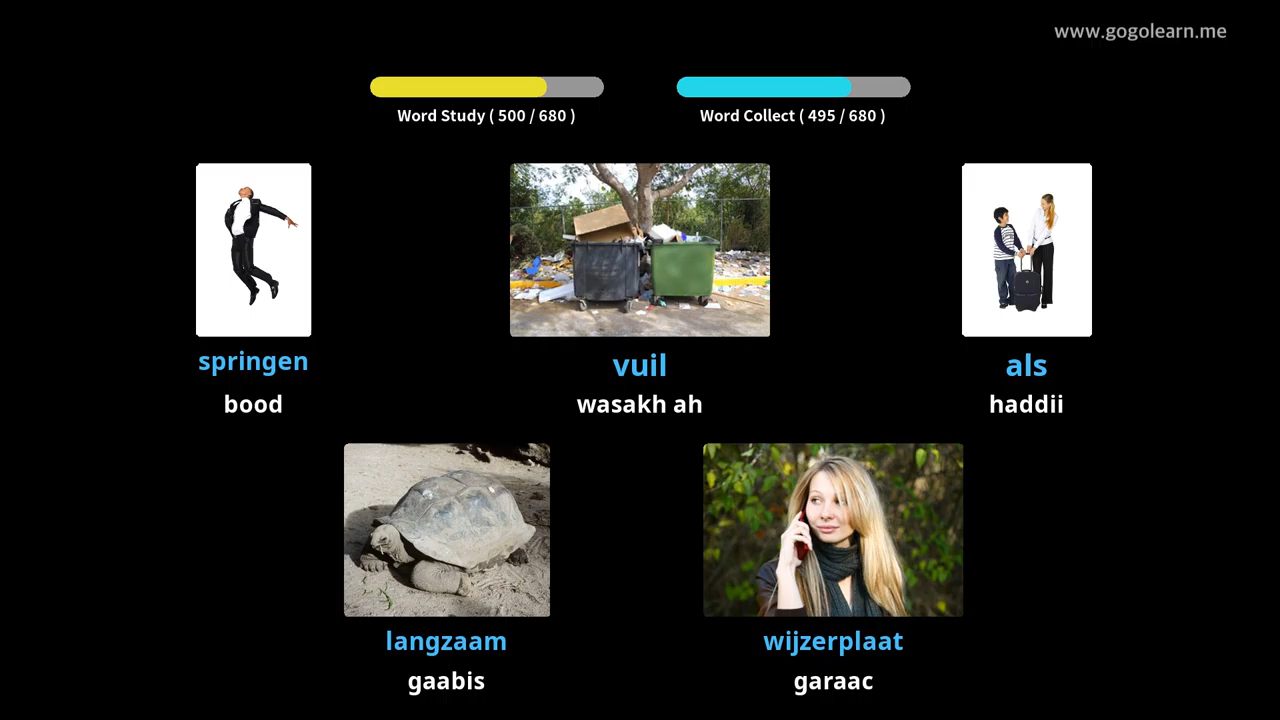 www.gogolearn.me
Word Study ( 500 / 680 )
Word Collect ( 495 / 680 )
springen
bood
vuil
wasakh ah
als
haddii
langzaam
gaabis
wijzerplaat
garaac